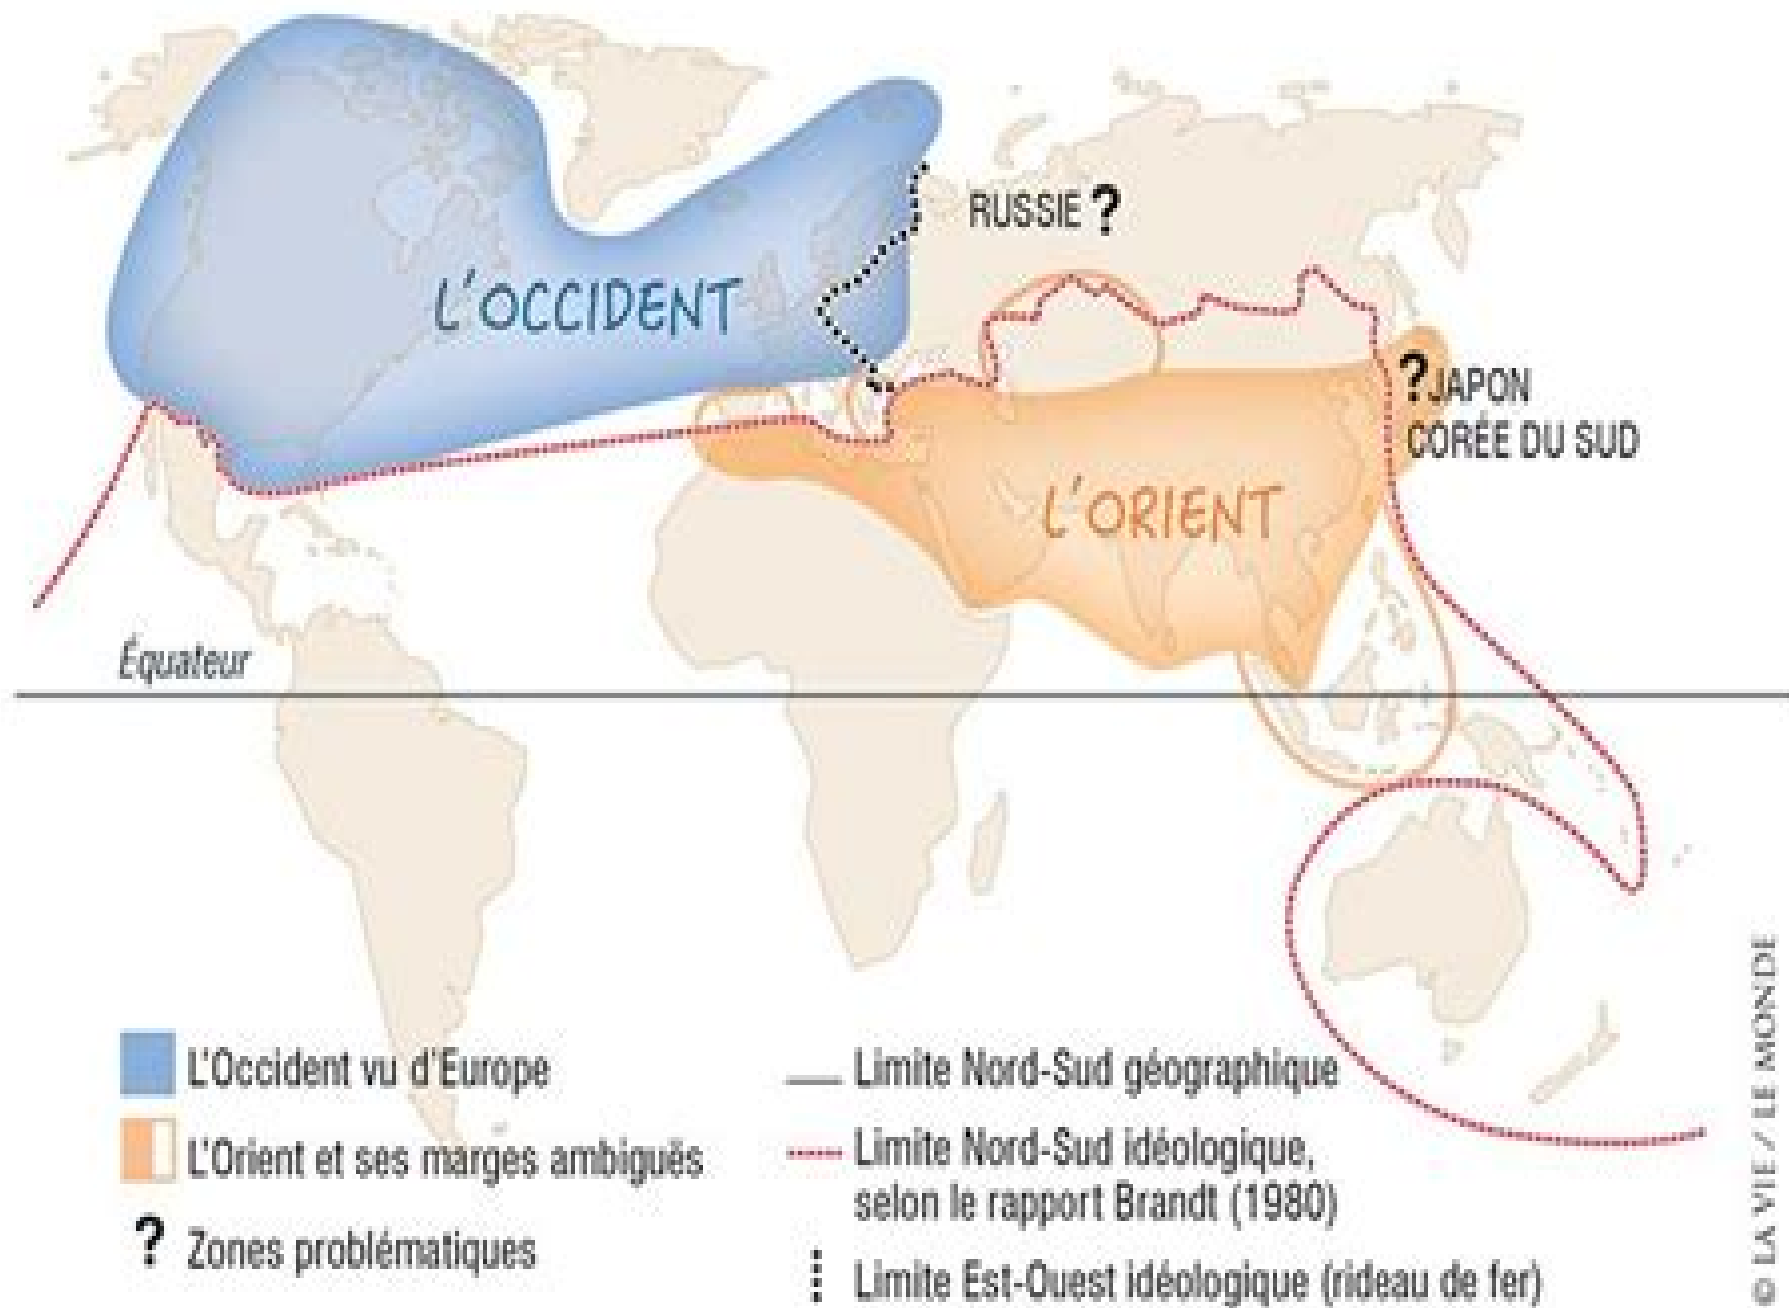 RUSSIE ?
L'OCCIDENT
? JAPON
CORÉE DU SUD
L'ORIENT
Équateur
L'Occident vu d'Europe
L'Orient et ses marges ambiguës
? Zones problématiques
Limite Nord-Sud géographique
Limite Nord-Sud idéologique,
selon le rapport Brandt (1980)
Limite Est-Ouest idéologique (rideau de fer)
© LA VIE / LE MONDE